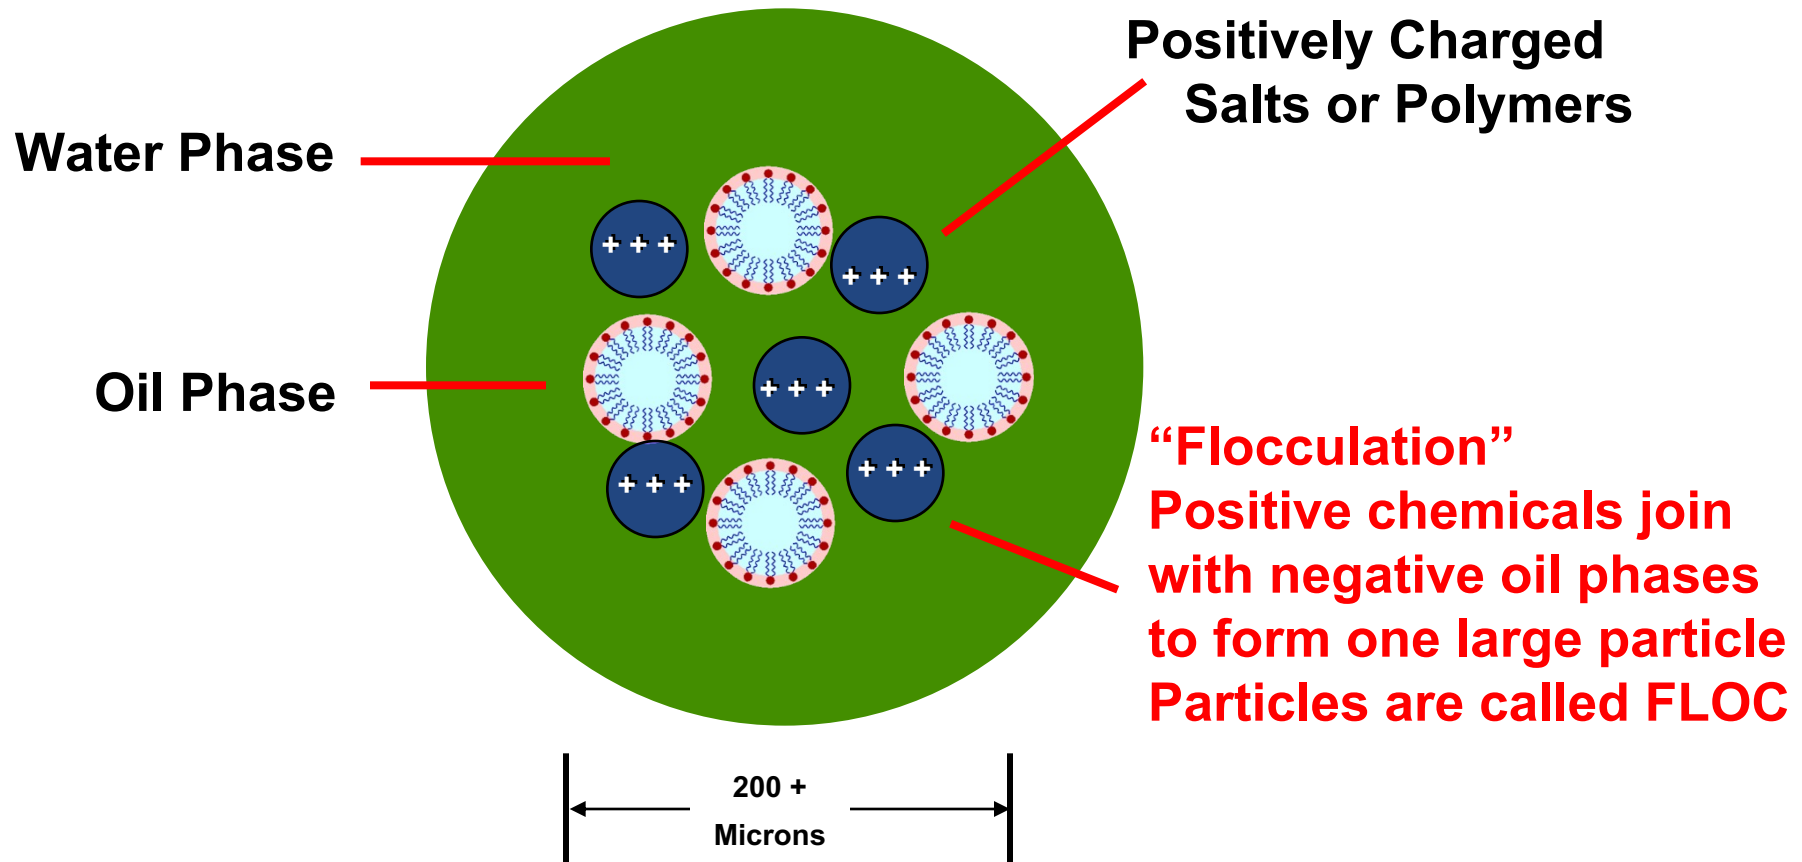 Positively Charged
Salts or Polymers
Water Phase
+ + +
+ + +
Oil Phase
+ + +
+ + +
+ + +
“Flocculation”
Positive chemicals join
with negative oil phases
to form one large particle
Particles are called FLOC
200 +
Microns